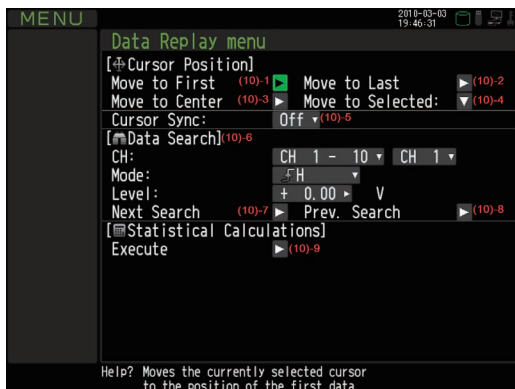 MENU 2010-03-03
19:46:31
Data Replay menu
[Cursor Position]
Move to First (10)-1 Move to Last (10)-2
Move to Center (10)-3 Move to Selected: (10)-4
Cursor Sync: Off (10)-5
[Data Search] (10)-6
CH: CH 1 - 10 CH 1
Mode: H
Level: + 0.00 V
Next Search (10)-7 Prev. Search (10)-8
[Statistical Calculations]
Execute (10)-9
Help? Moves the currently selected cursor
to the position of the first data